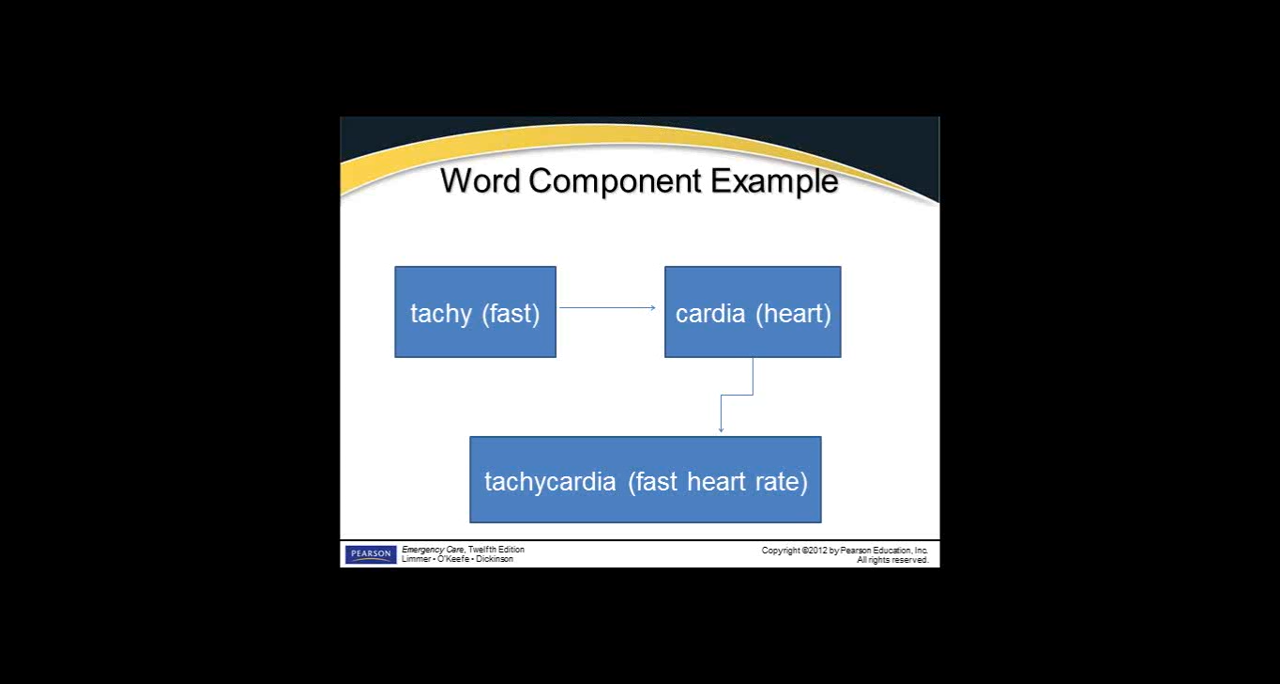 Word Component Example
tachy (fast)
cardia (heart)
tachycardia (fast heart rate)
PEARSON
Emergency Care, Twelfth Edition
Limmer • O'Keefe • Dickinson
Copyright ©2012 by Pearson Education, Inc.
All rights reserved.